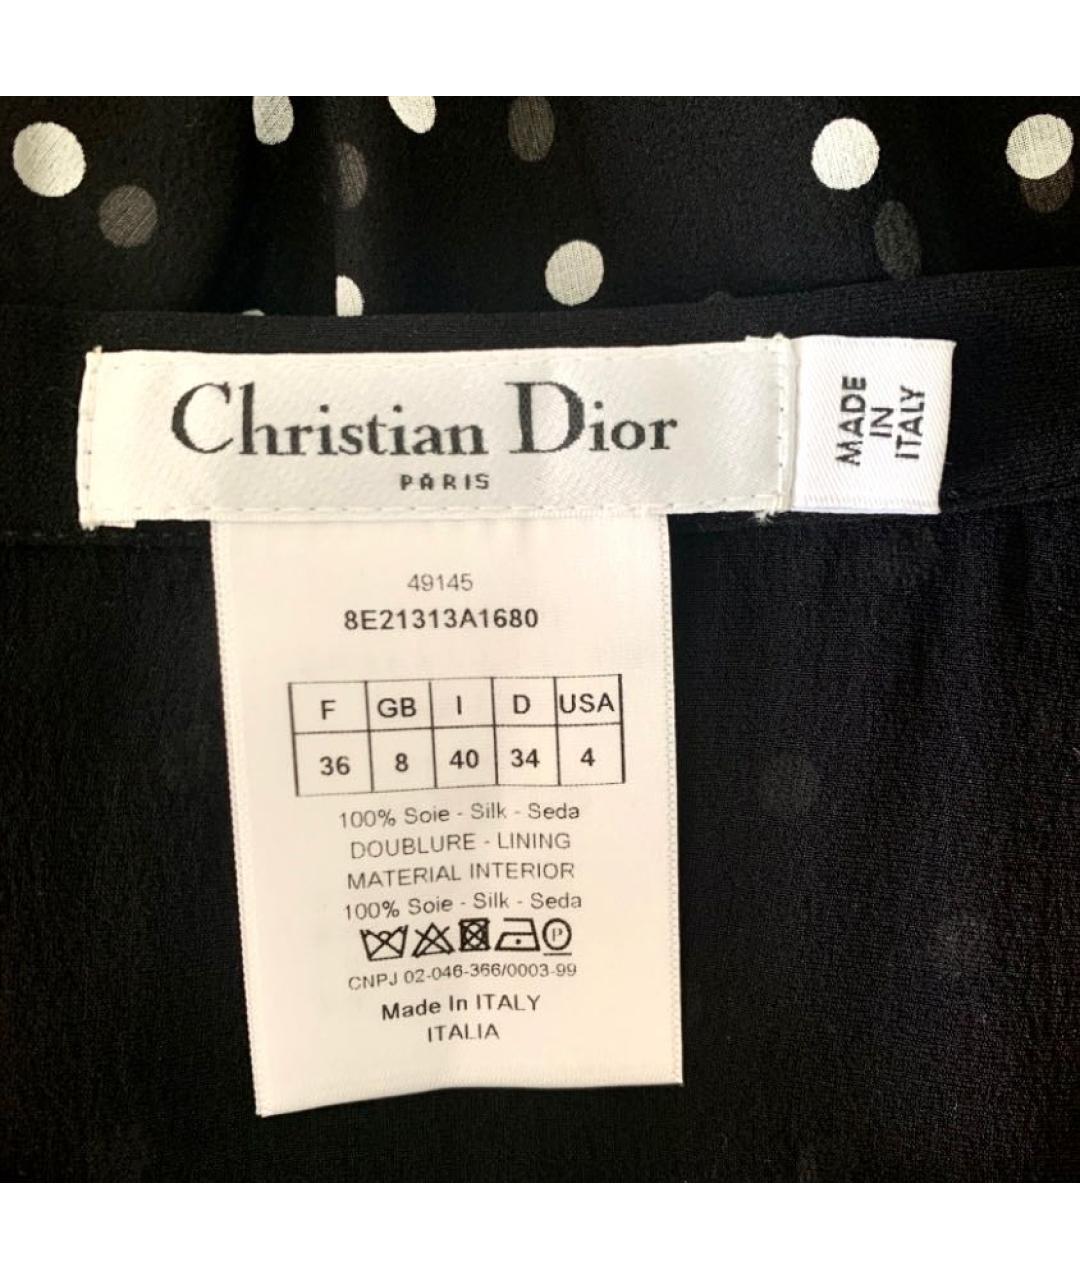 Christian Dior
PARIS
MADE
IN
ITALY
49145
8E21313A1680
F GB I D USA
36 8 40 34 4
100% Soie - Silk - Seda
DOUBLURE - LINING
MATERIAL INTERIOR
100% Soie - Silk - Seda
P
CNPJ 02-046-366/0003-99
Made In ITALY
ITALIA